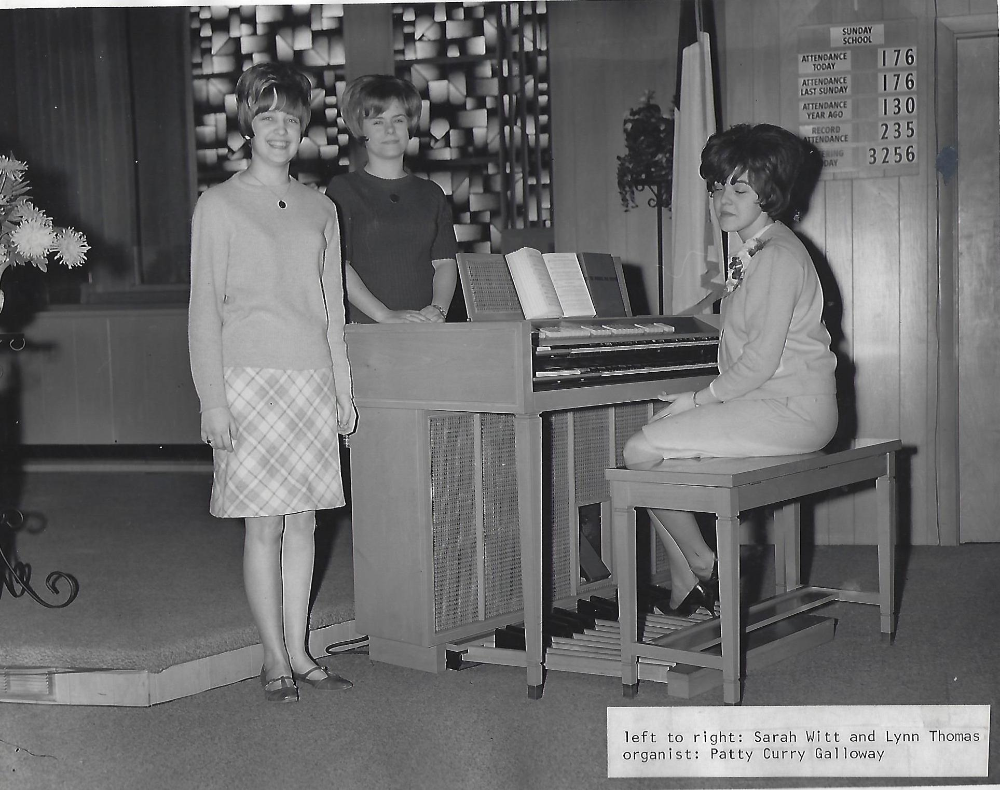 SUNDAY
SCHOOL
ATTENDANCE
TODAY
176
ATTENDANCE
LAST SUNDAY
176
ATTENDANCE
YEAR AGO
130
RECORD
ATTENDANCE
235
3256
left to right: Sarah Witt and Lynn Thomas
organist: Patty Curry Galloway